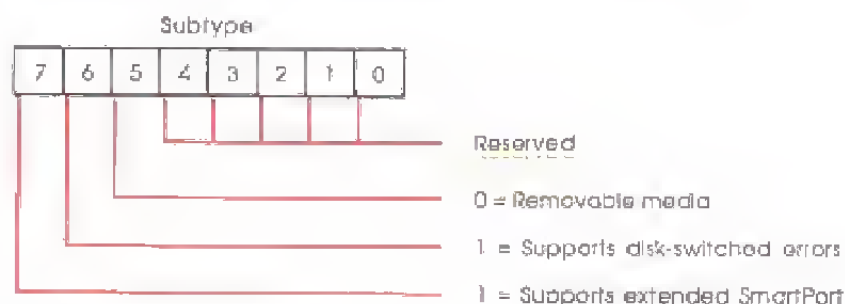 Subtype
7 6 5 4 3 2 1 0
Reserved
0 = Removable media
1 = Supports disk-switched errors
1 = Supports extended SmartPort